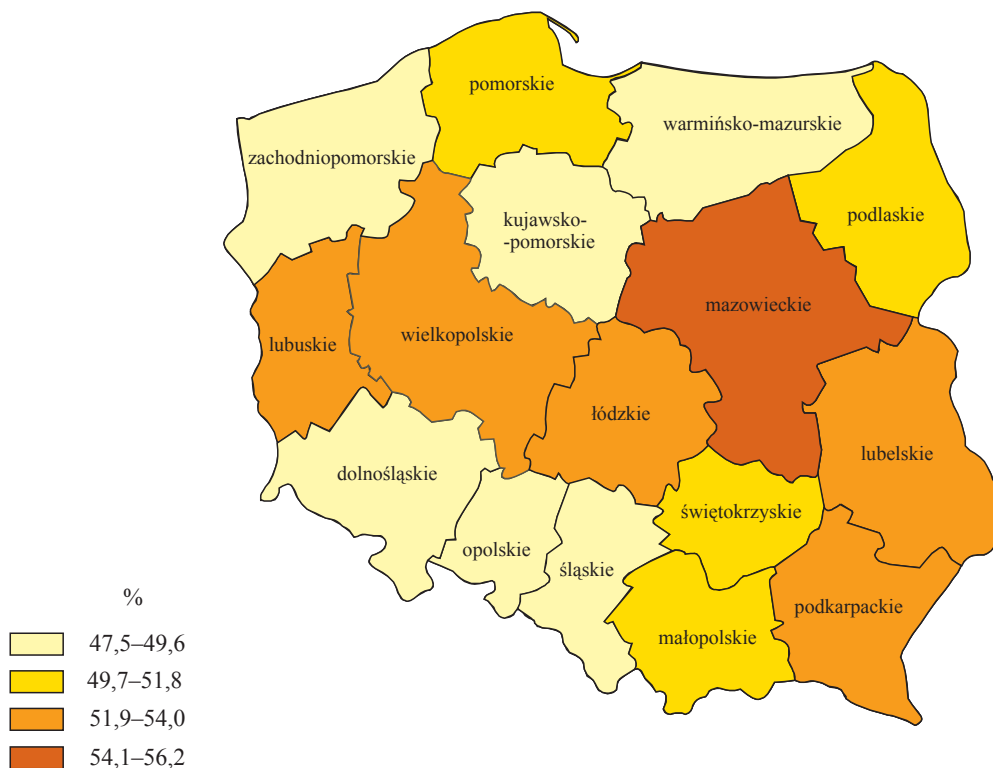 pomorskie
warmińsko-mazurskie
zachodniopomorskie
podlaskie
kujawsko-
-pomorskie
mazowieckie
wielkopolskie
lubuskie
łódzkie
lubelskie
dolnośląskie
świętokrzyskie
opolskie
śląskie
podkarpackie
małopolskie
%
47,5–49,6
49,7–51,8
51,9–54,0
54,1–56,2